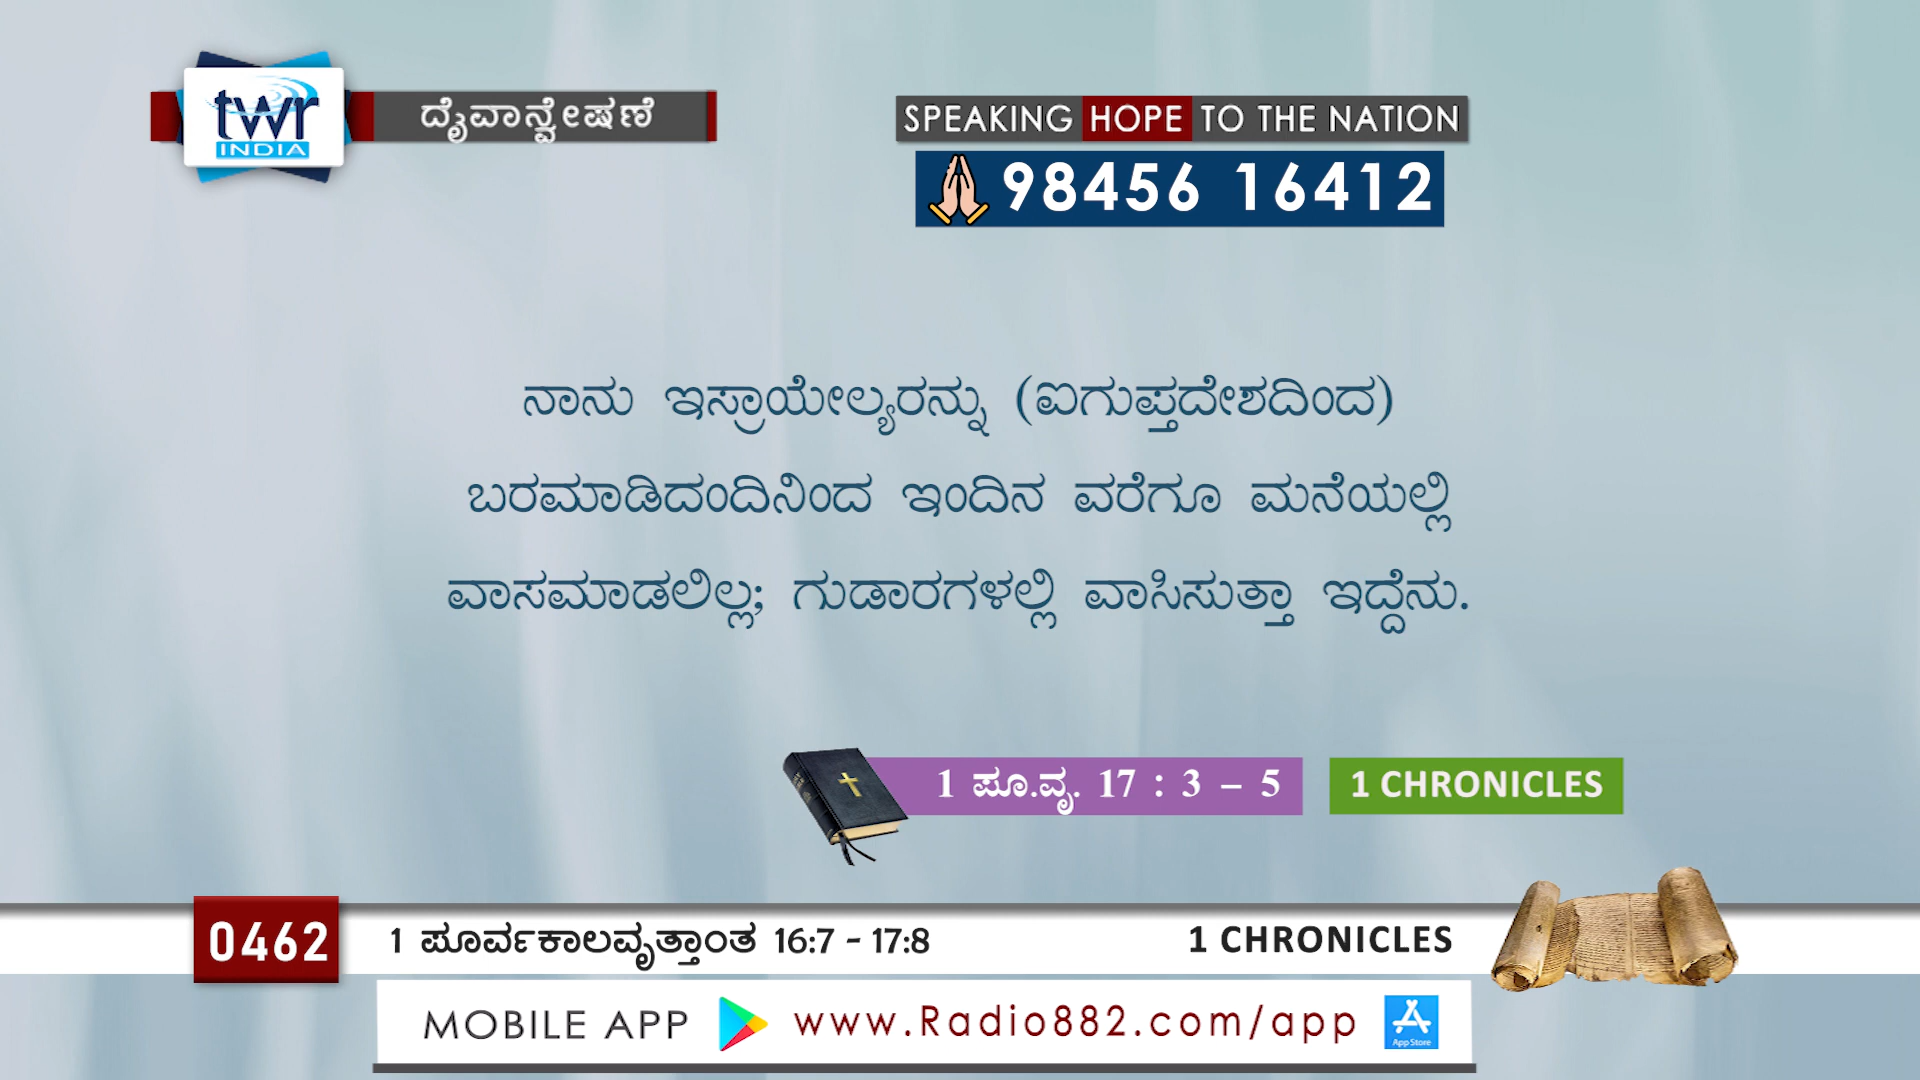 twr
INDIA
ದೈವಾನ್ವೇಷಣೆ
SPEAKING HOPE TO THE NATION
98456 16412
ನಾನು ಇಸ್ರಾಯೇಲ್ಯರನ್ನು (ಐಗುಪ್ತದೇಶದಿಂದ)
ಬರಮಾಡಿದಂದಿನಿಂದ ಇಂದಿನ ವರೆಗೂ ಮನೆಯಲ್ಲಿ
ವಾಸಮಾಡಲಿಲ್ಲ; ಗುಡಾರಗಳಲ್ಲಿ ವಾಸಿಸುತ್ತಾ ಇದ್ದೆನು.
1 ಪೂ.ವೃ. 17 : 3 – 5
1 CHRONICLES
0462
1 ಪೂರ್ವಕಾಲವೃತ್ತಾಂತ 16:7 - 17:8
1 CHRONICLES
MOBILE APP
www.Radio882.com/app
App Store